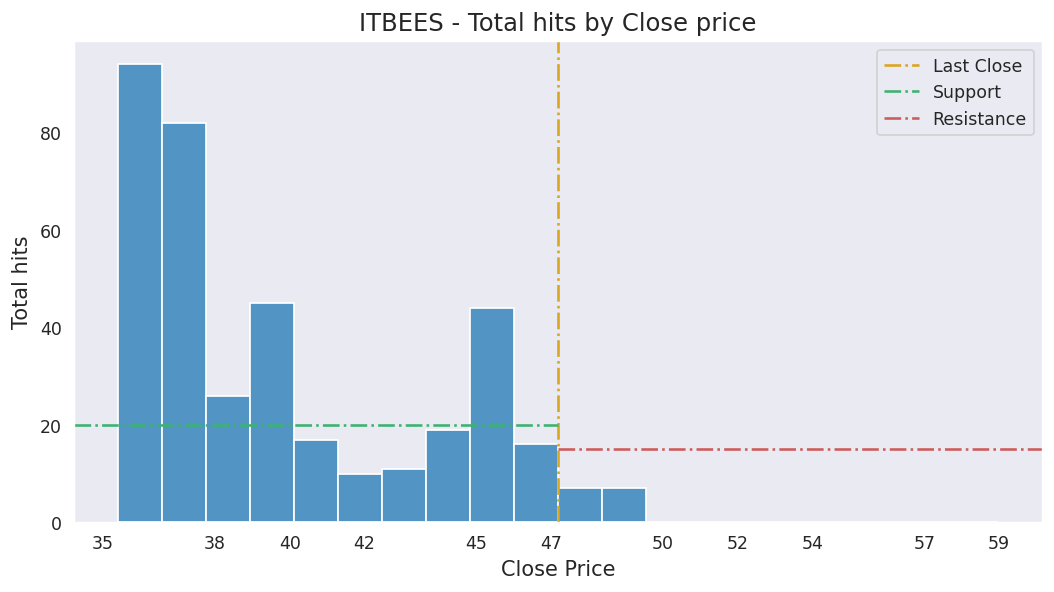 ITBEES - Total hits by Close price
Last Close
Support
Resistance
Total hits
80
60
40
20
0
35 38 40 42 45 47 50 52 54 57 59
Close Price